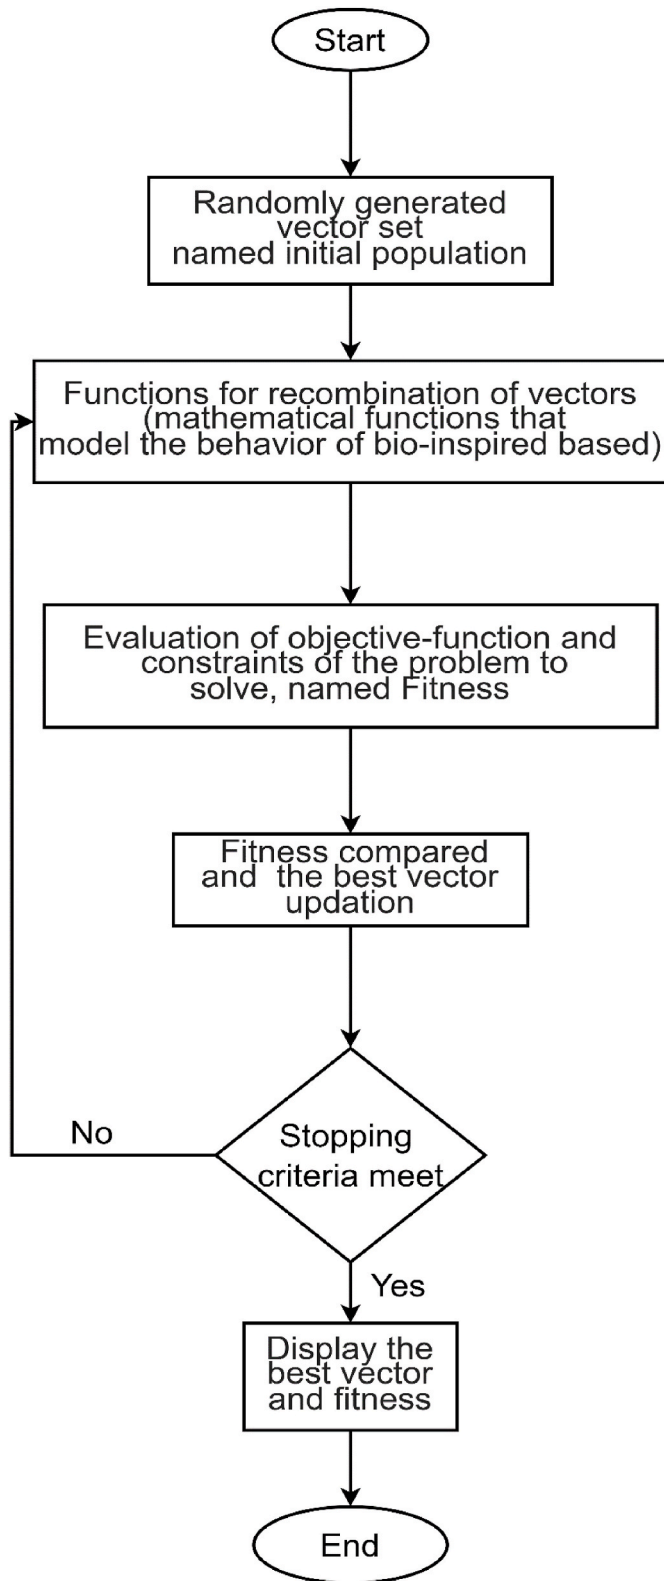 Start
Randomly generated
vector set
named initial population
Functions for recombination of vectors
(mathematical functions that
model the behavior of bio-inspired based)
Evaluation of objective-function and
constraints of the problem to
solve, named Fitness
Fitness compared
and the best vector
updation
No
Stopping
criteria meet
Yes
Display the
best vector
and fitness
End